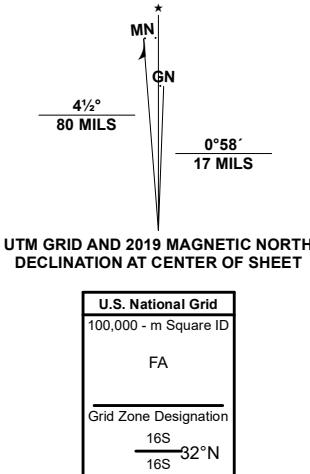 ★
MN
GN
4½°
80 MILS
0°58´
17 MILS
UTM GRID AND 2019 MAGNETIC NORTH
DECLINATION AT CENTER OF SHEET
U.S. National Grid
100,000 - m Square ID
FA
Grid Zone Designation
16S
32°N
16S